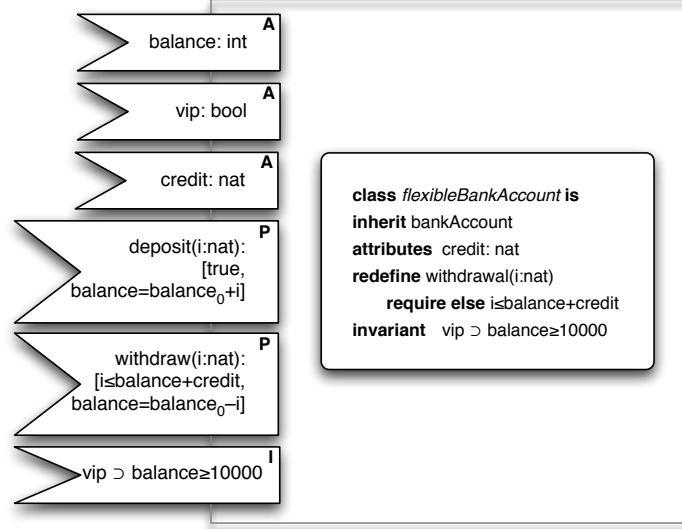 A
balance: int
A
vip: bool
A
credit: nat
P
deposit(i:nat):
[true,
balance=balance₀+i]
P
withdraw(i:nat):
[i≤balance+credit,
balance=balance₀–i]
I
vip ⊃ balance≥10000
class flexibleBankAccount is
inherit bankAccount
attributes credit: nat
redefine withdrawal(i:nat)
require else i≤balance+credit
invariant vip ⊃ balance≥10000